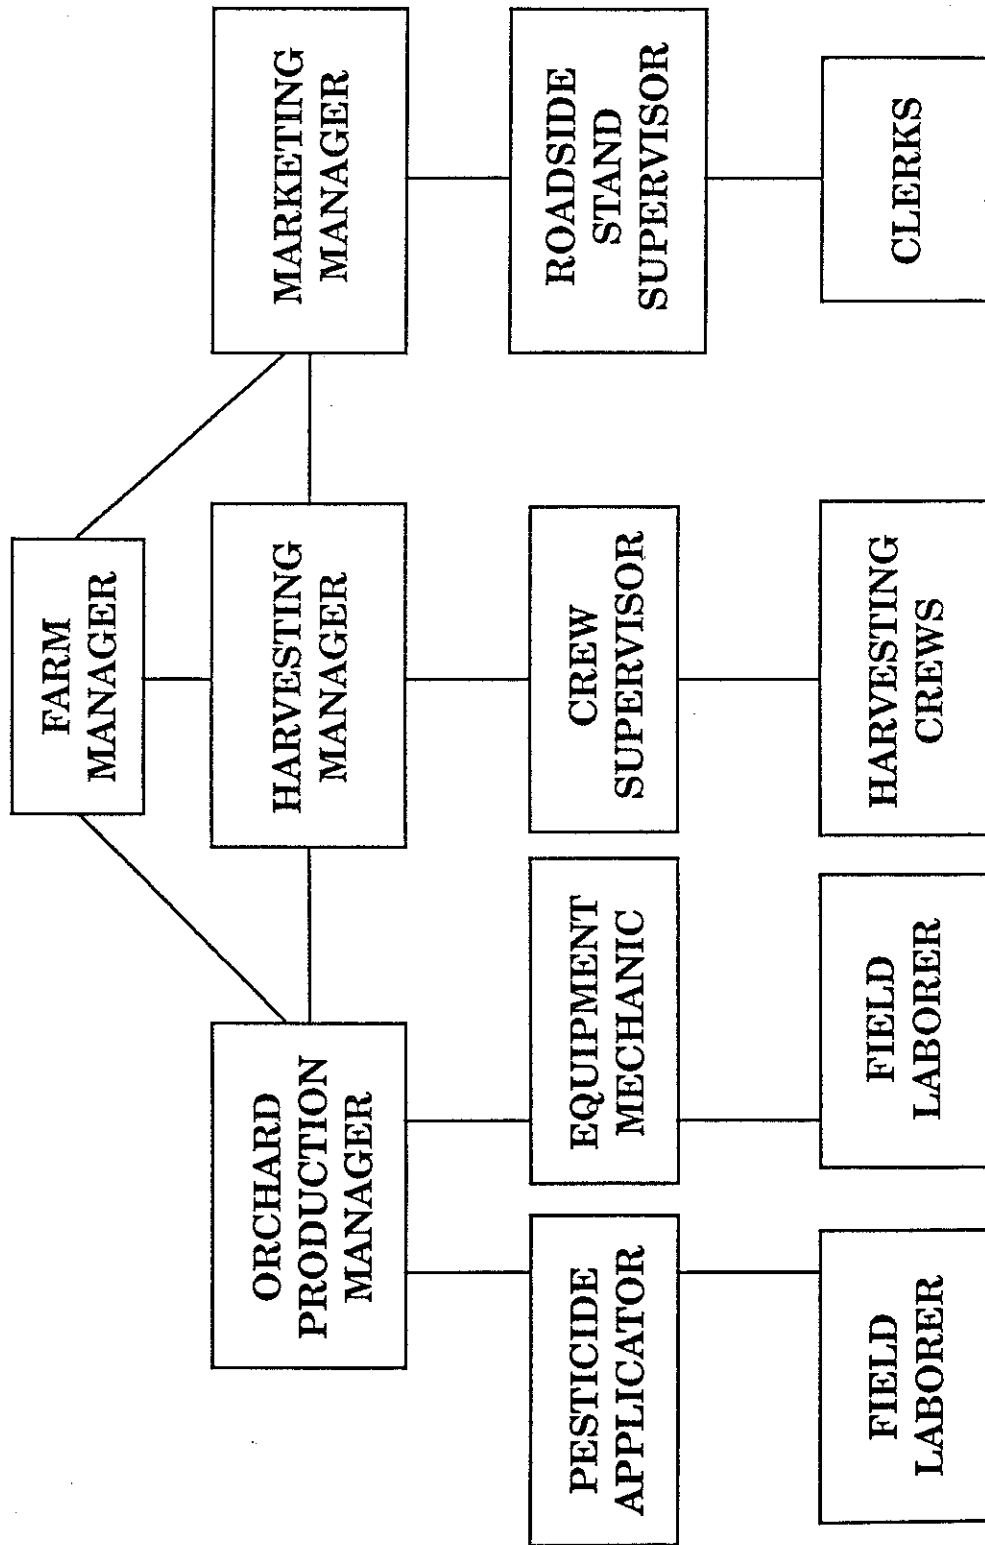 FARM
MANAGER
ORCHARD
PRODUCTION
MANAGER
HARVESTING
MANAGER
MARKETING
MANAGER
PESTICIDE
APPLICATOR
EQUIPMENT
MECHANIC
CREW
SUPERVISOR
ROADSIDE
STAND
SUPERVISOR
FIELD
LABORER
FIELD
LABORER
HARVESTING
CREWS
CLERKS